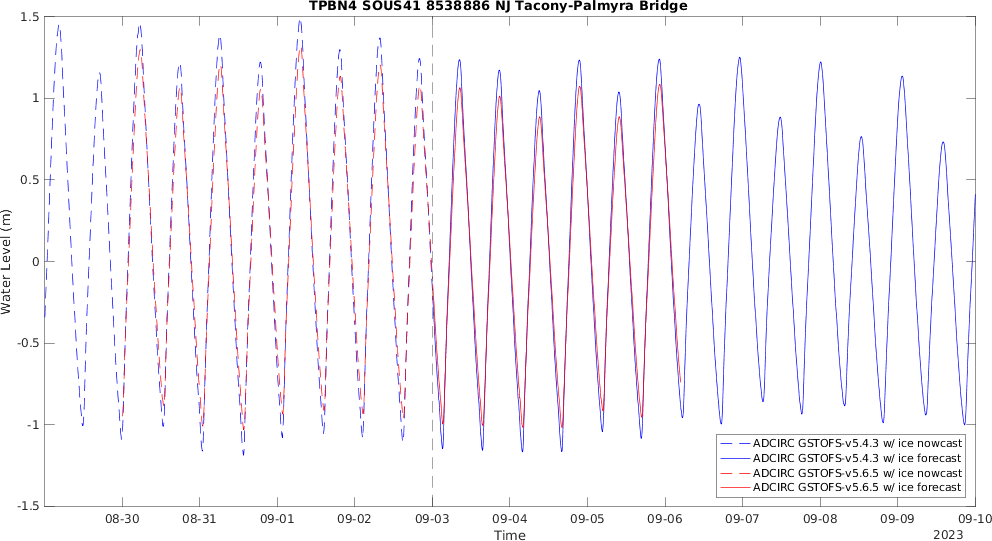 TPBN4 SOUS41 8538886 NJ Tacony-Palmyra Bridge
1.5
1
0.5
0
-0.5
-1
-1.5
Water Level (m)
08-30 08-31 09-01 09-02 09-03 09-04 09-05 09-06 09-07 09-08 09-09 09-10
Time
2023
ADCIRC GSTOFS-v5.4.3 w/ ice nowcast
ADCIRC GSTOFS-v5.4.3 w/ ice forecast
ADCIRC GSTOFS-v5.6.5 w/ ice nowcast
ADCIRC GSTOFS-v5.6.5 w/ ice forecast